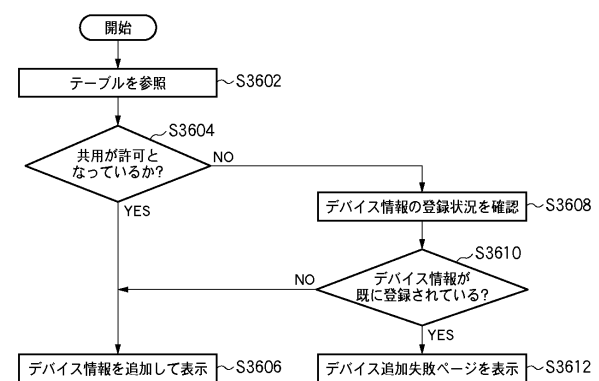 開始
テーブルを参照
S3602
共用が許可と
なっているか?
S3604
NO
YES
デバイス情報の登録状況を確認
S3608
デバイス情報が
既に登録されている?
S3610
NO
YES
デバイス情報を追加して表示
S3606
デバイス追加失敗ページを表示
S3612